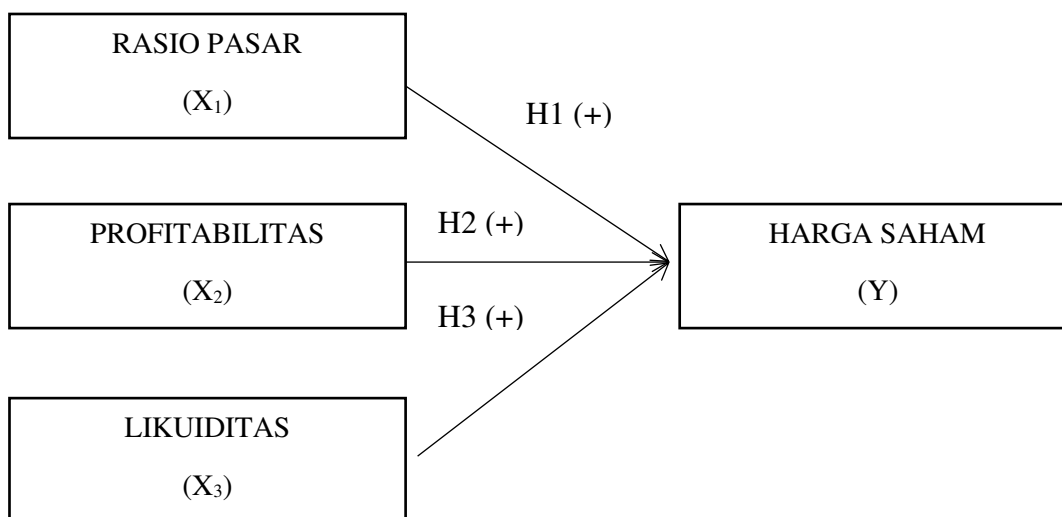 RASIO PASAR
(X₁)
H1 (+)
PROFITABILITAS
(X₂)
H2 (+)
HARGA SAHAM
(Y)
H3 (+)
LIKUIDITAS
(X₃)